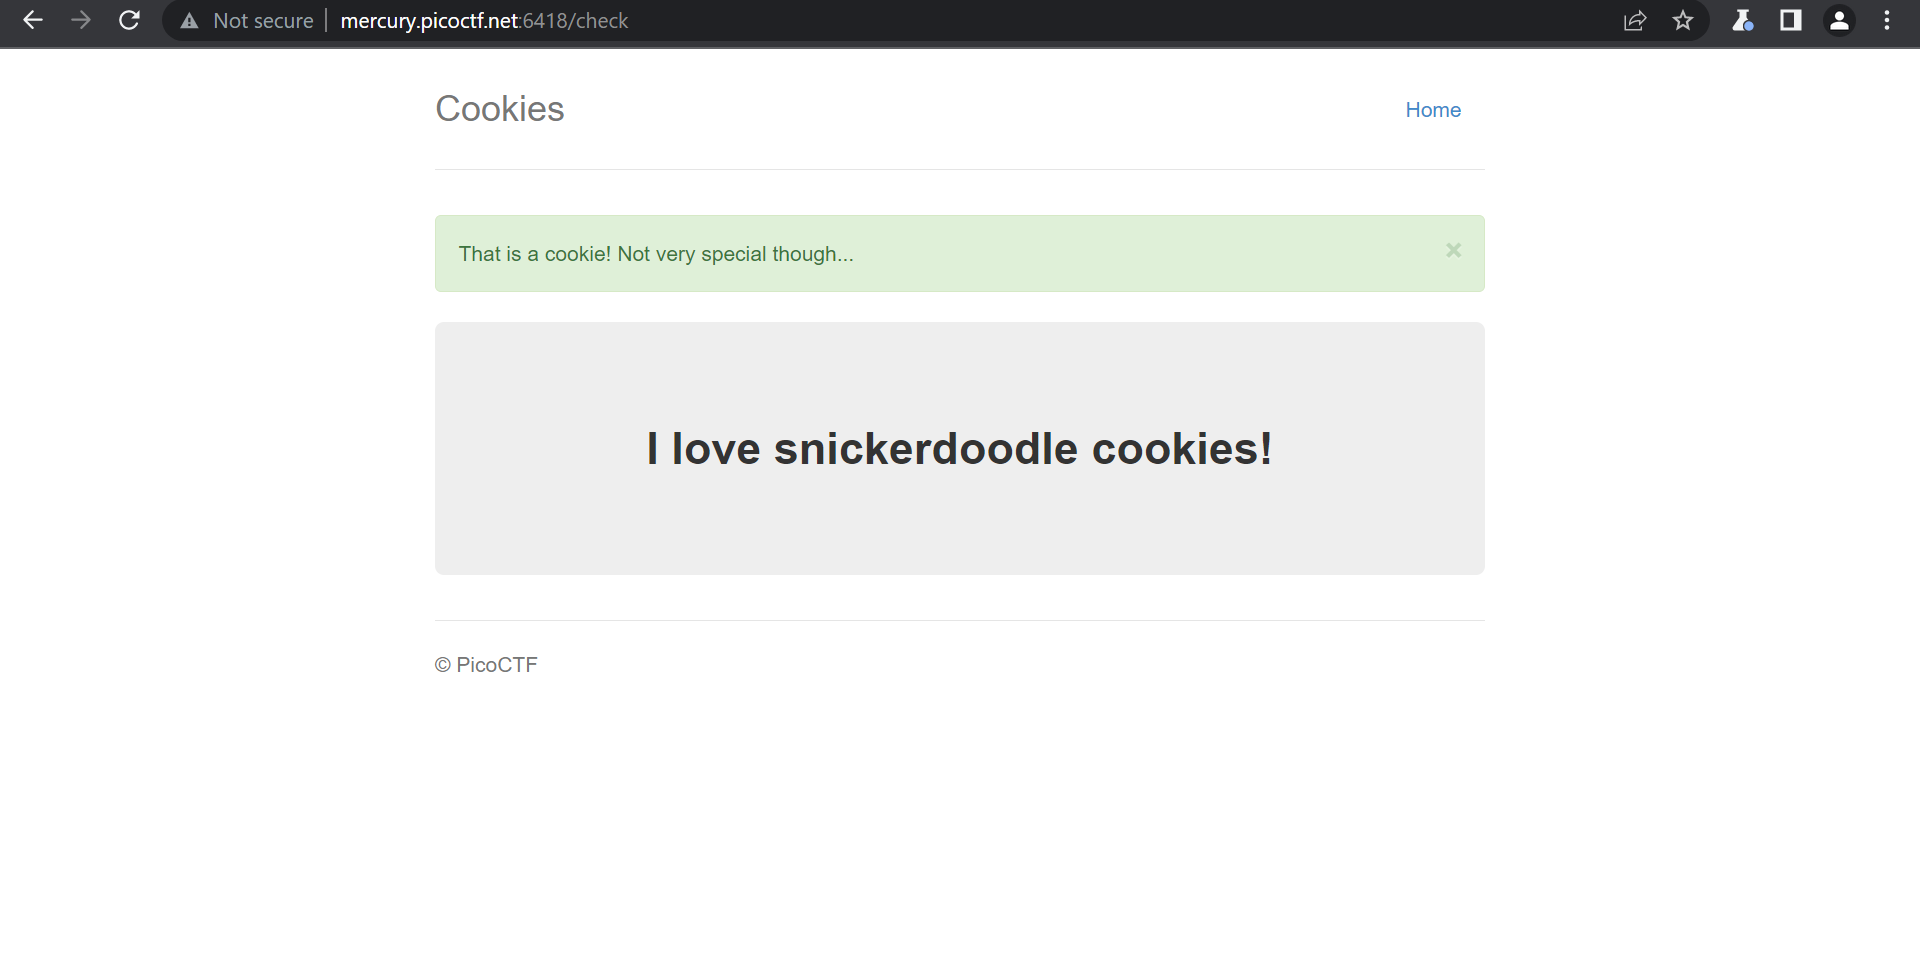 Not secure mercury.picoctf.net:6418/check
Cookies Home
That is a cookie! Not very special though... ×
I love snickerdoodle cookies!
© PicoCTF